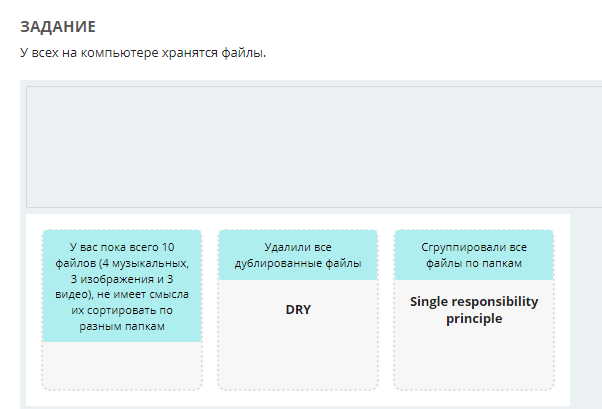 ЗАДАНИЕ
У всех на компьютере хранятся файлы.
У вас пока всего 10
файлов (4 музыкальных,
3 изображения и 3
видео), не имеет смысла
их сортировать по
разным папкам
Удалили все
дублированные файлы
DRY
Сгруппировали все
файлы по папкам
Single responsibility
principle